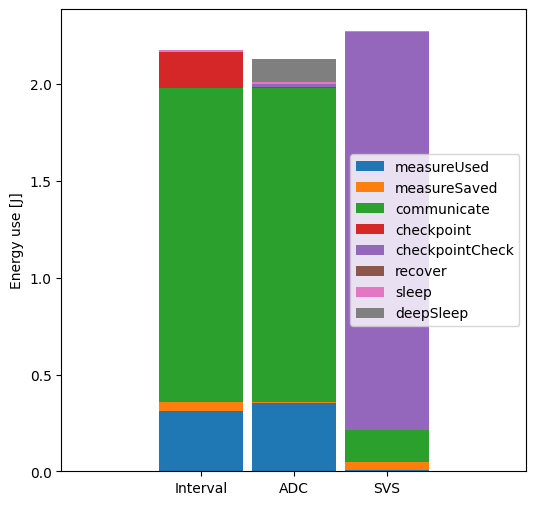 Energy use [J]
2.0
1.5
1.0
0.5
0.0
measureUsed
measureSaved
communicate
checkpoint
checkpointCheck
recover
sleep
deepSleep
Interval ADC SVS